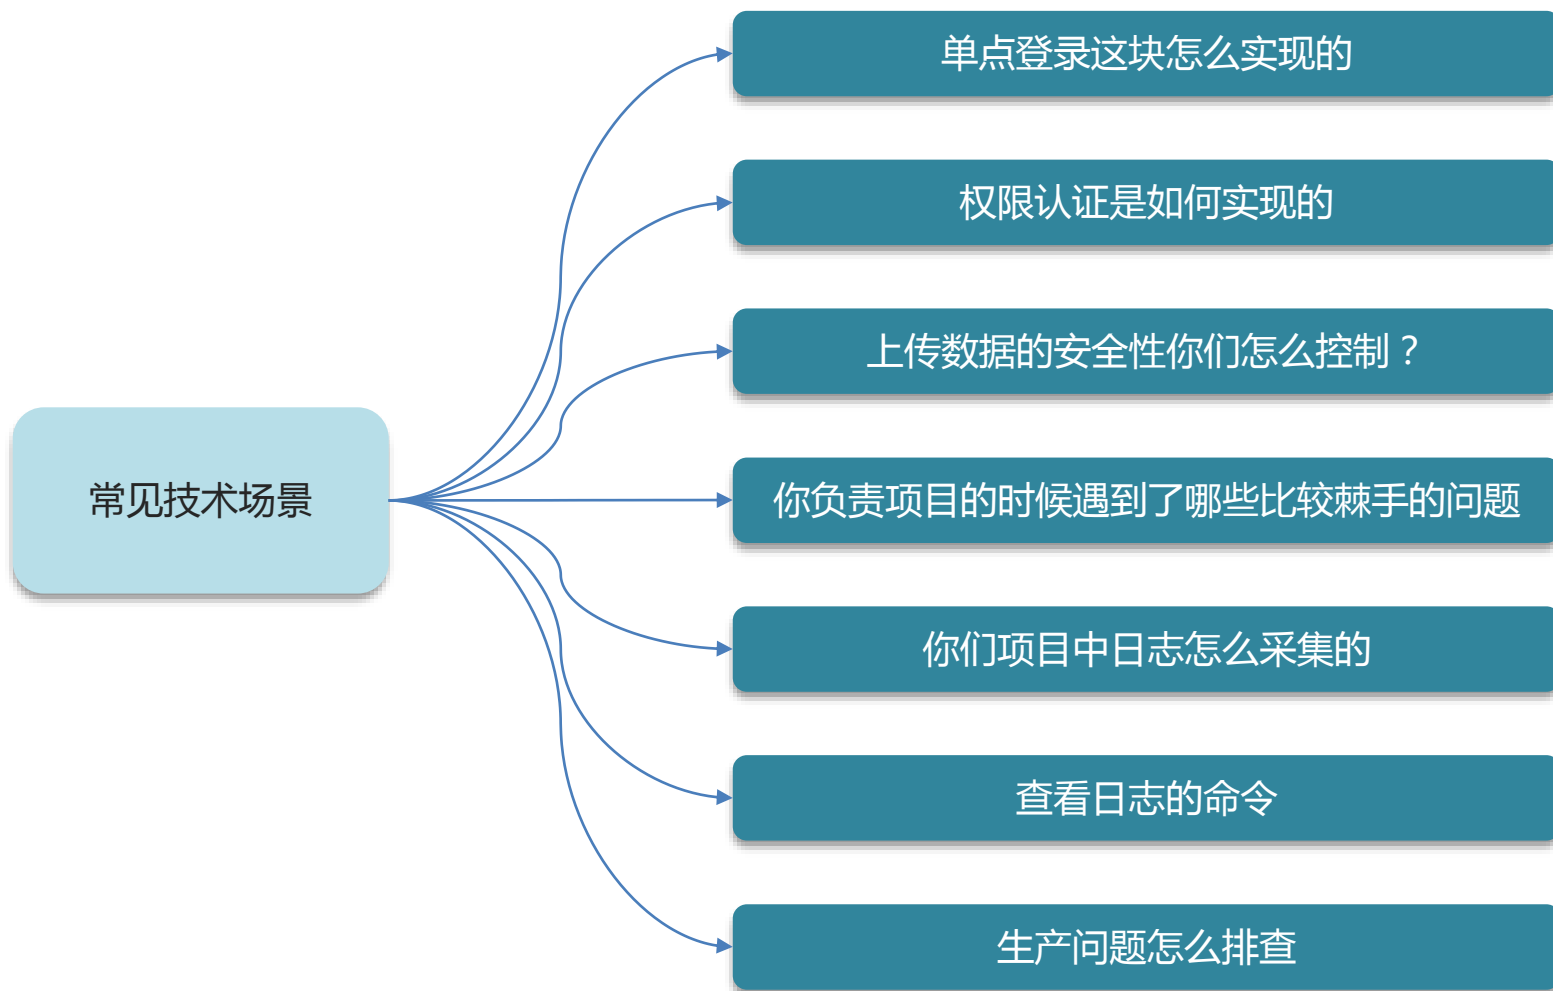 单点登录这块怎么实现的
权限认证是如何实现的
上传数据的安全性你们怎么控制？
常见技术场景
你负责项目的时候遇到了哪些比较棘手的问题
你们项目中日志怎么采集的
查看日志的命令
生产问题怎么排查